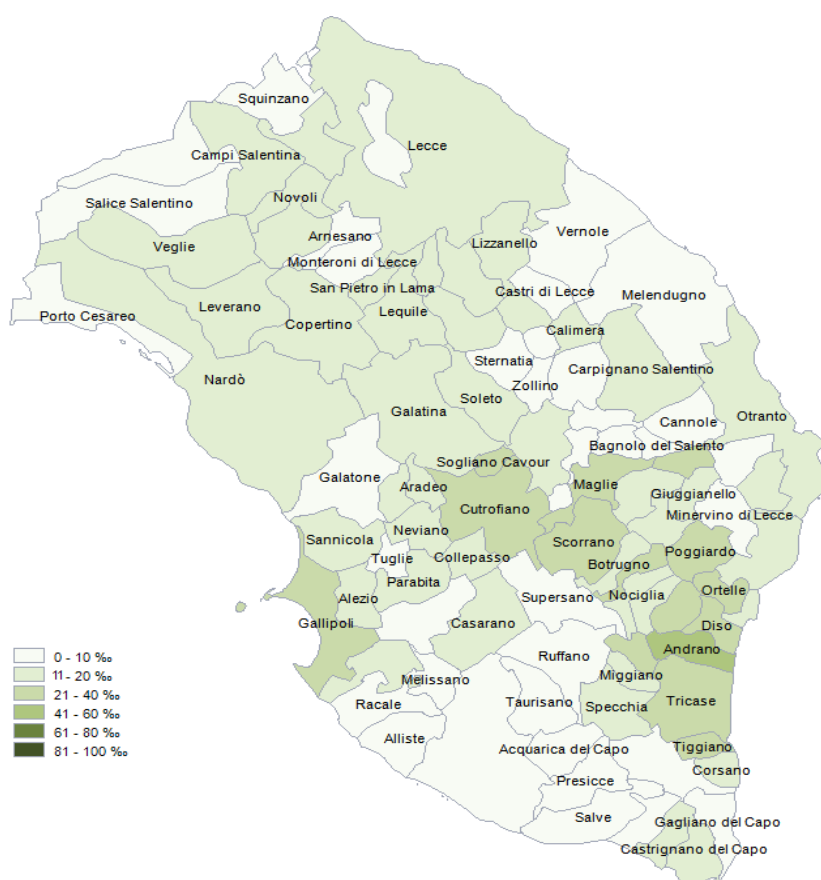 Squinzano
Lecce
Campi Salentina
Novoli
Salice Salentino
Arnesano
Lizzanello
Vernole
Veglie
Monteroni di Lecce
San Pietro in Lama
Castri di Lecce
Melendugno
Porto Cesareo
Leverano
Copertino
Lequile
Calimera
Sternatia
Carpignano Salentino
Nardò
Zollino
Soleto
Galatina
Cannole
Otranto
Bagnolo del Salento
Sogliano Cavour
Galatone
Aradeo
Maglie
Giuggianello
Cutrofiano
Minervino di Lecce
Neviano
Sannicola
Scorrano
Poggiardo
Tuglie
Collepasso
Botrugno
Parabita
Alezio
Supersano
Nociglia
Ortelle
Gallipoli
Casarano
Diso
Andrano
Ruffano
Miggiano
Melissano
Racale
Taurisano
Specchia
Tricase
Alliste
Acquarica del Capo
Tiggiano
Corsano
Presicce
Salve
Gagliano del Capo
Castrignano del Capo
0 - 10 ‰
11 - 20 ‰
21 - 40 ‰
41 - 60 ‰
61 - 80 ‰
81 - 100 ‰